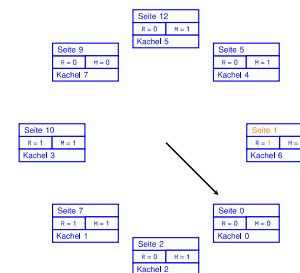 Seite 12
R = 0 M = 1
Kachel 5
Seite 9
R = 0 M = 0
Kachel 7
Seite 5
R = 0 M = 1
Kachel 4
Seite 10
R = 1 M = 1
Kachel 3
Seite 1
R = 1 M =
Kachel 6
Seite 7
R = 1 M = 1
Kachel 1
Seite 0
R = 0 M = 0
Kachel 0
Seite 2
R = 0 M = 1
Kachel 2